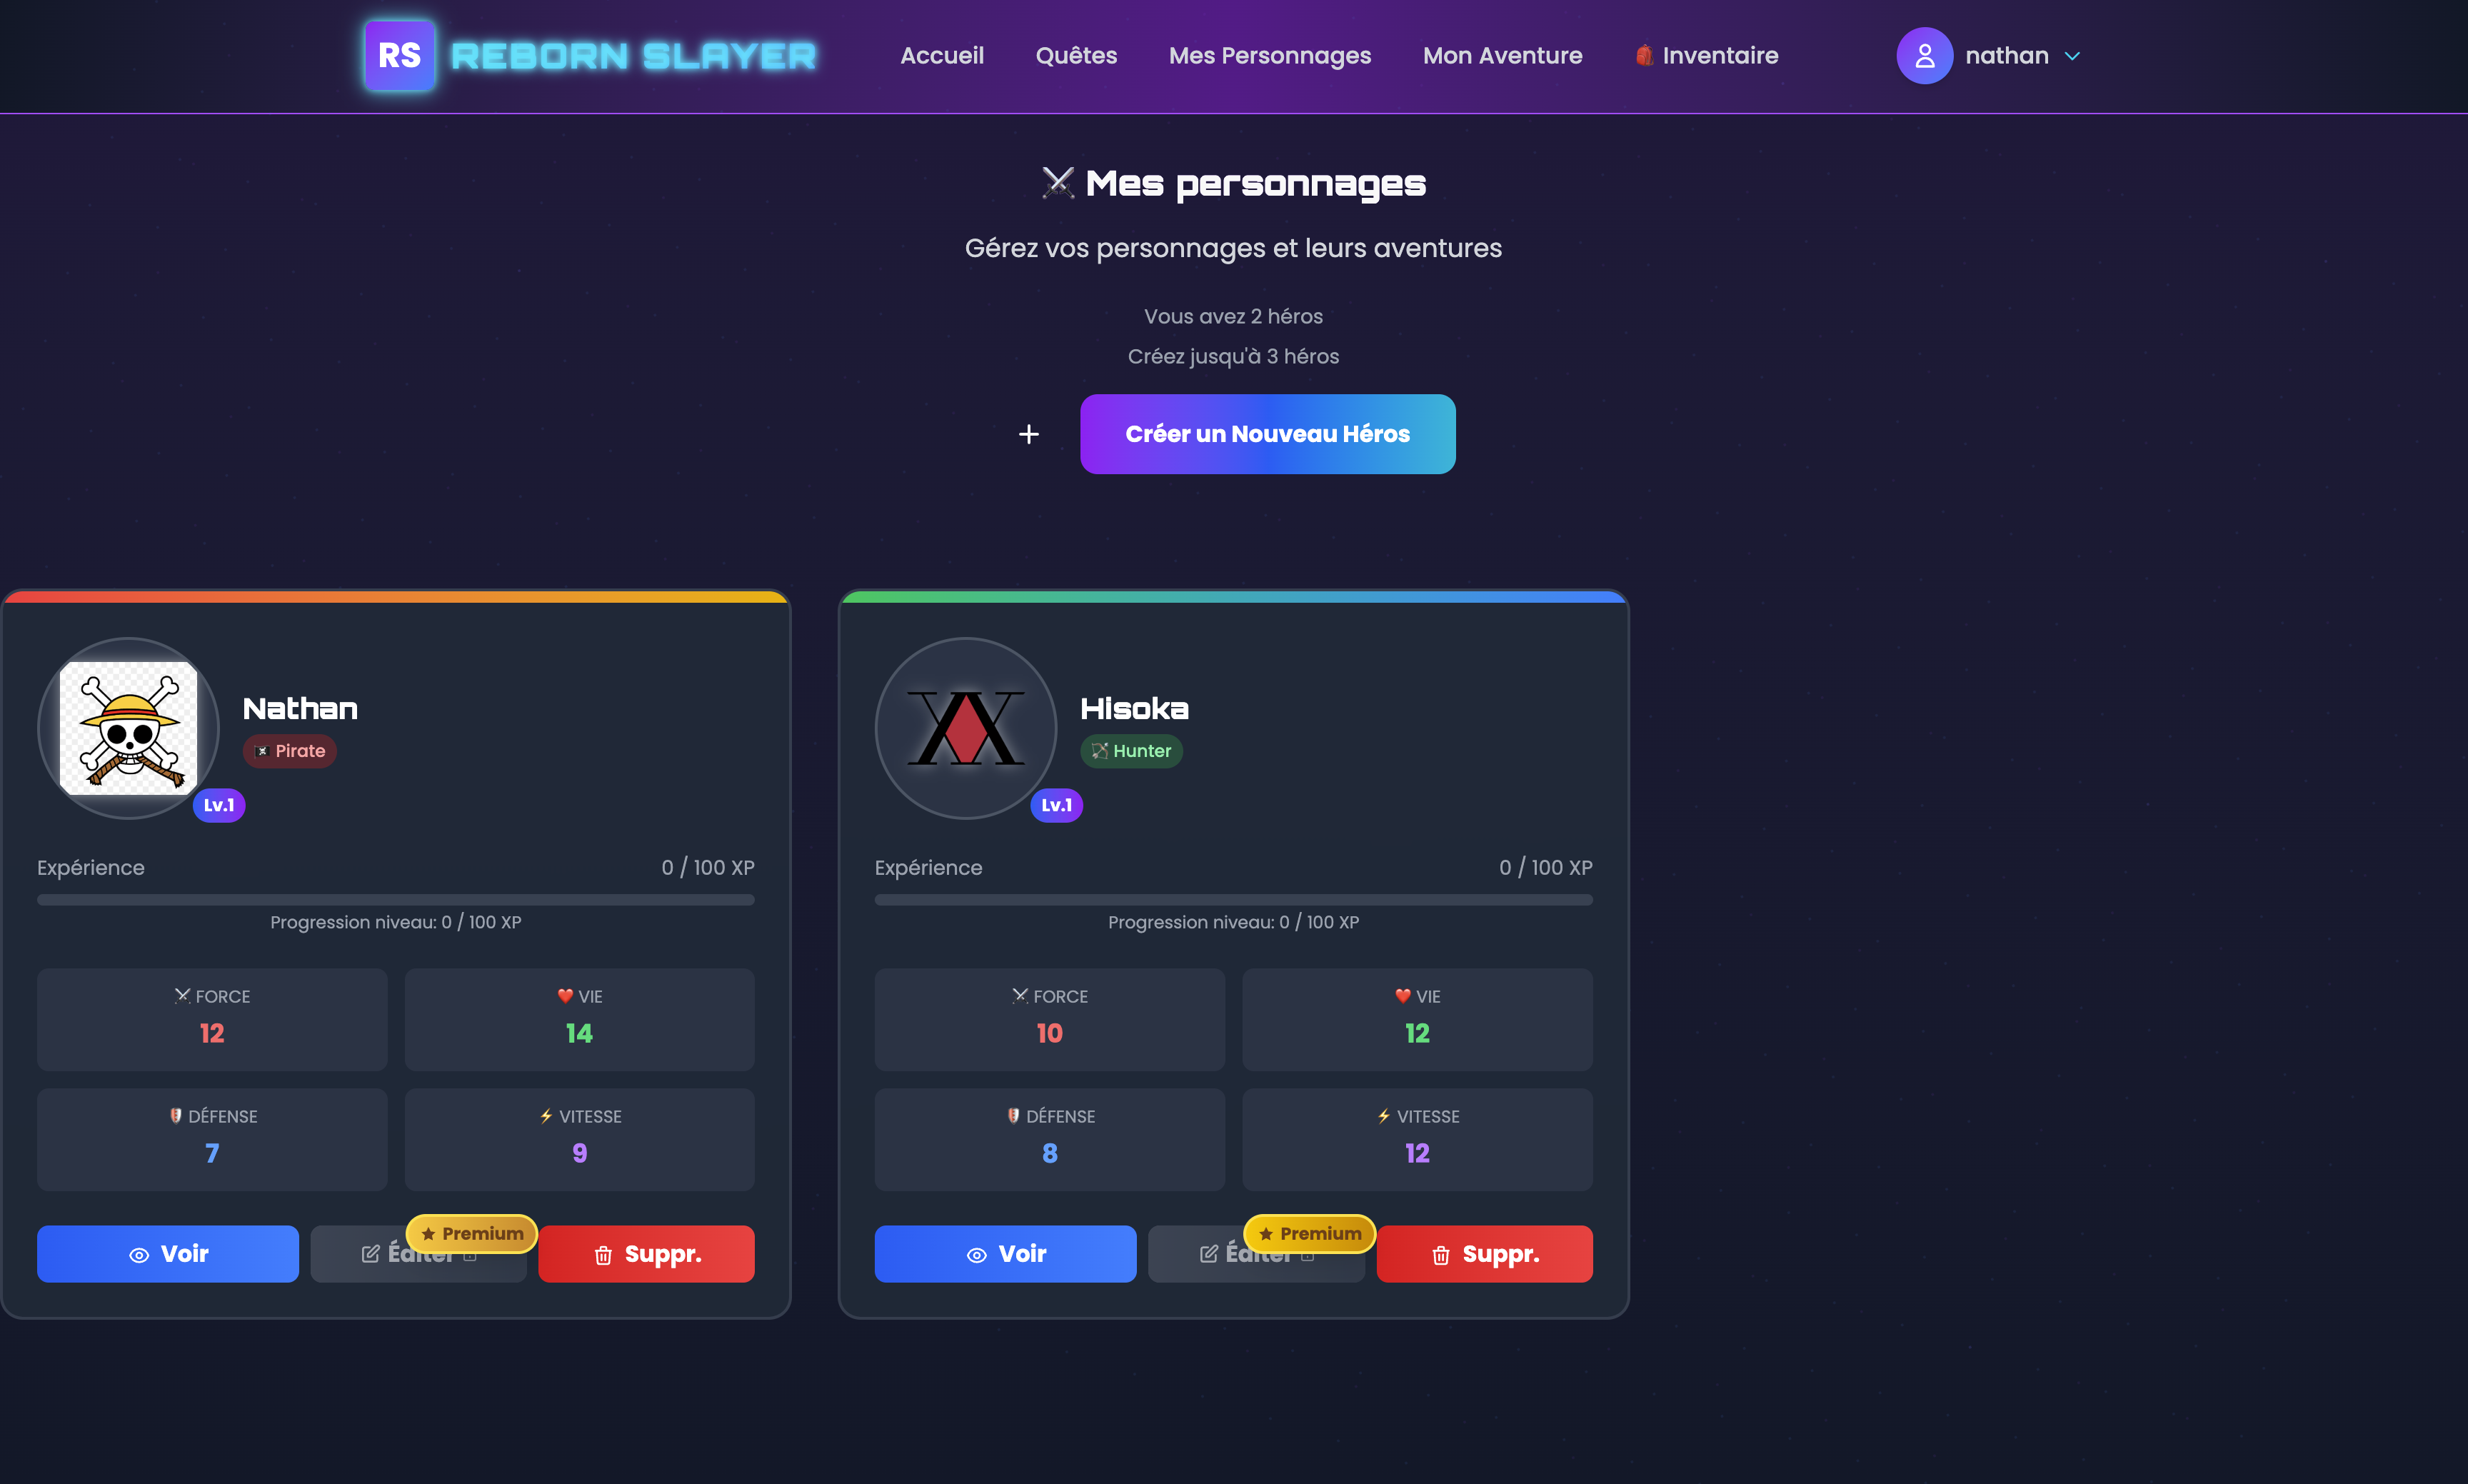 RS REBORN SLAYER Accueil Quêtes Mes Personnages Mon Aventure Inventaire nathan
Mes personnages
Gérez vos personnages et leurs aventures
Vous avez 2 héros
Créez jusqu'à 3 héros
+ Créer un Nouveau Héros
Nathan
Pirate
Lv.1
Expérience 0 / 100 XP
Progression niveau: 0 / 100 XP
FORCE
12
VIE
14
DÉFENSE
7
VITESSE
9
Premium
Voir Éditer Suppr.
Hisoka
Hunter
Lv.1
Expérience 0 / 100 XP
Progression niveau: 0 / 100 XP
FORCE
10
VIE
12
DÉFENSE
8
VITESSE
12
Premium
Voir Éditer Suppr.